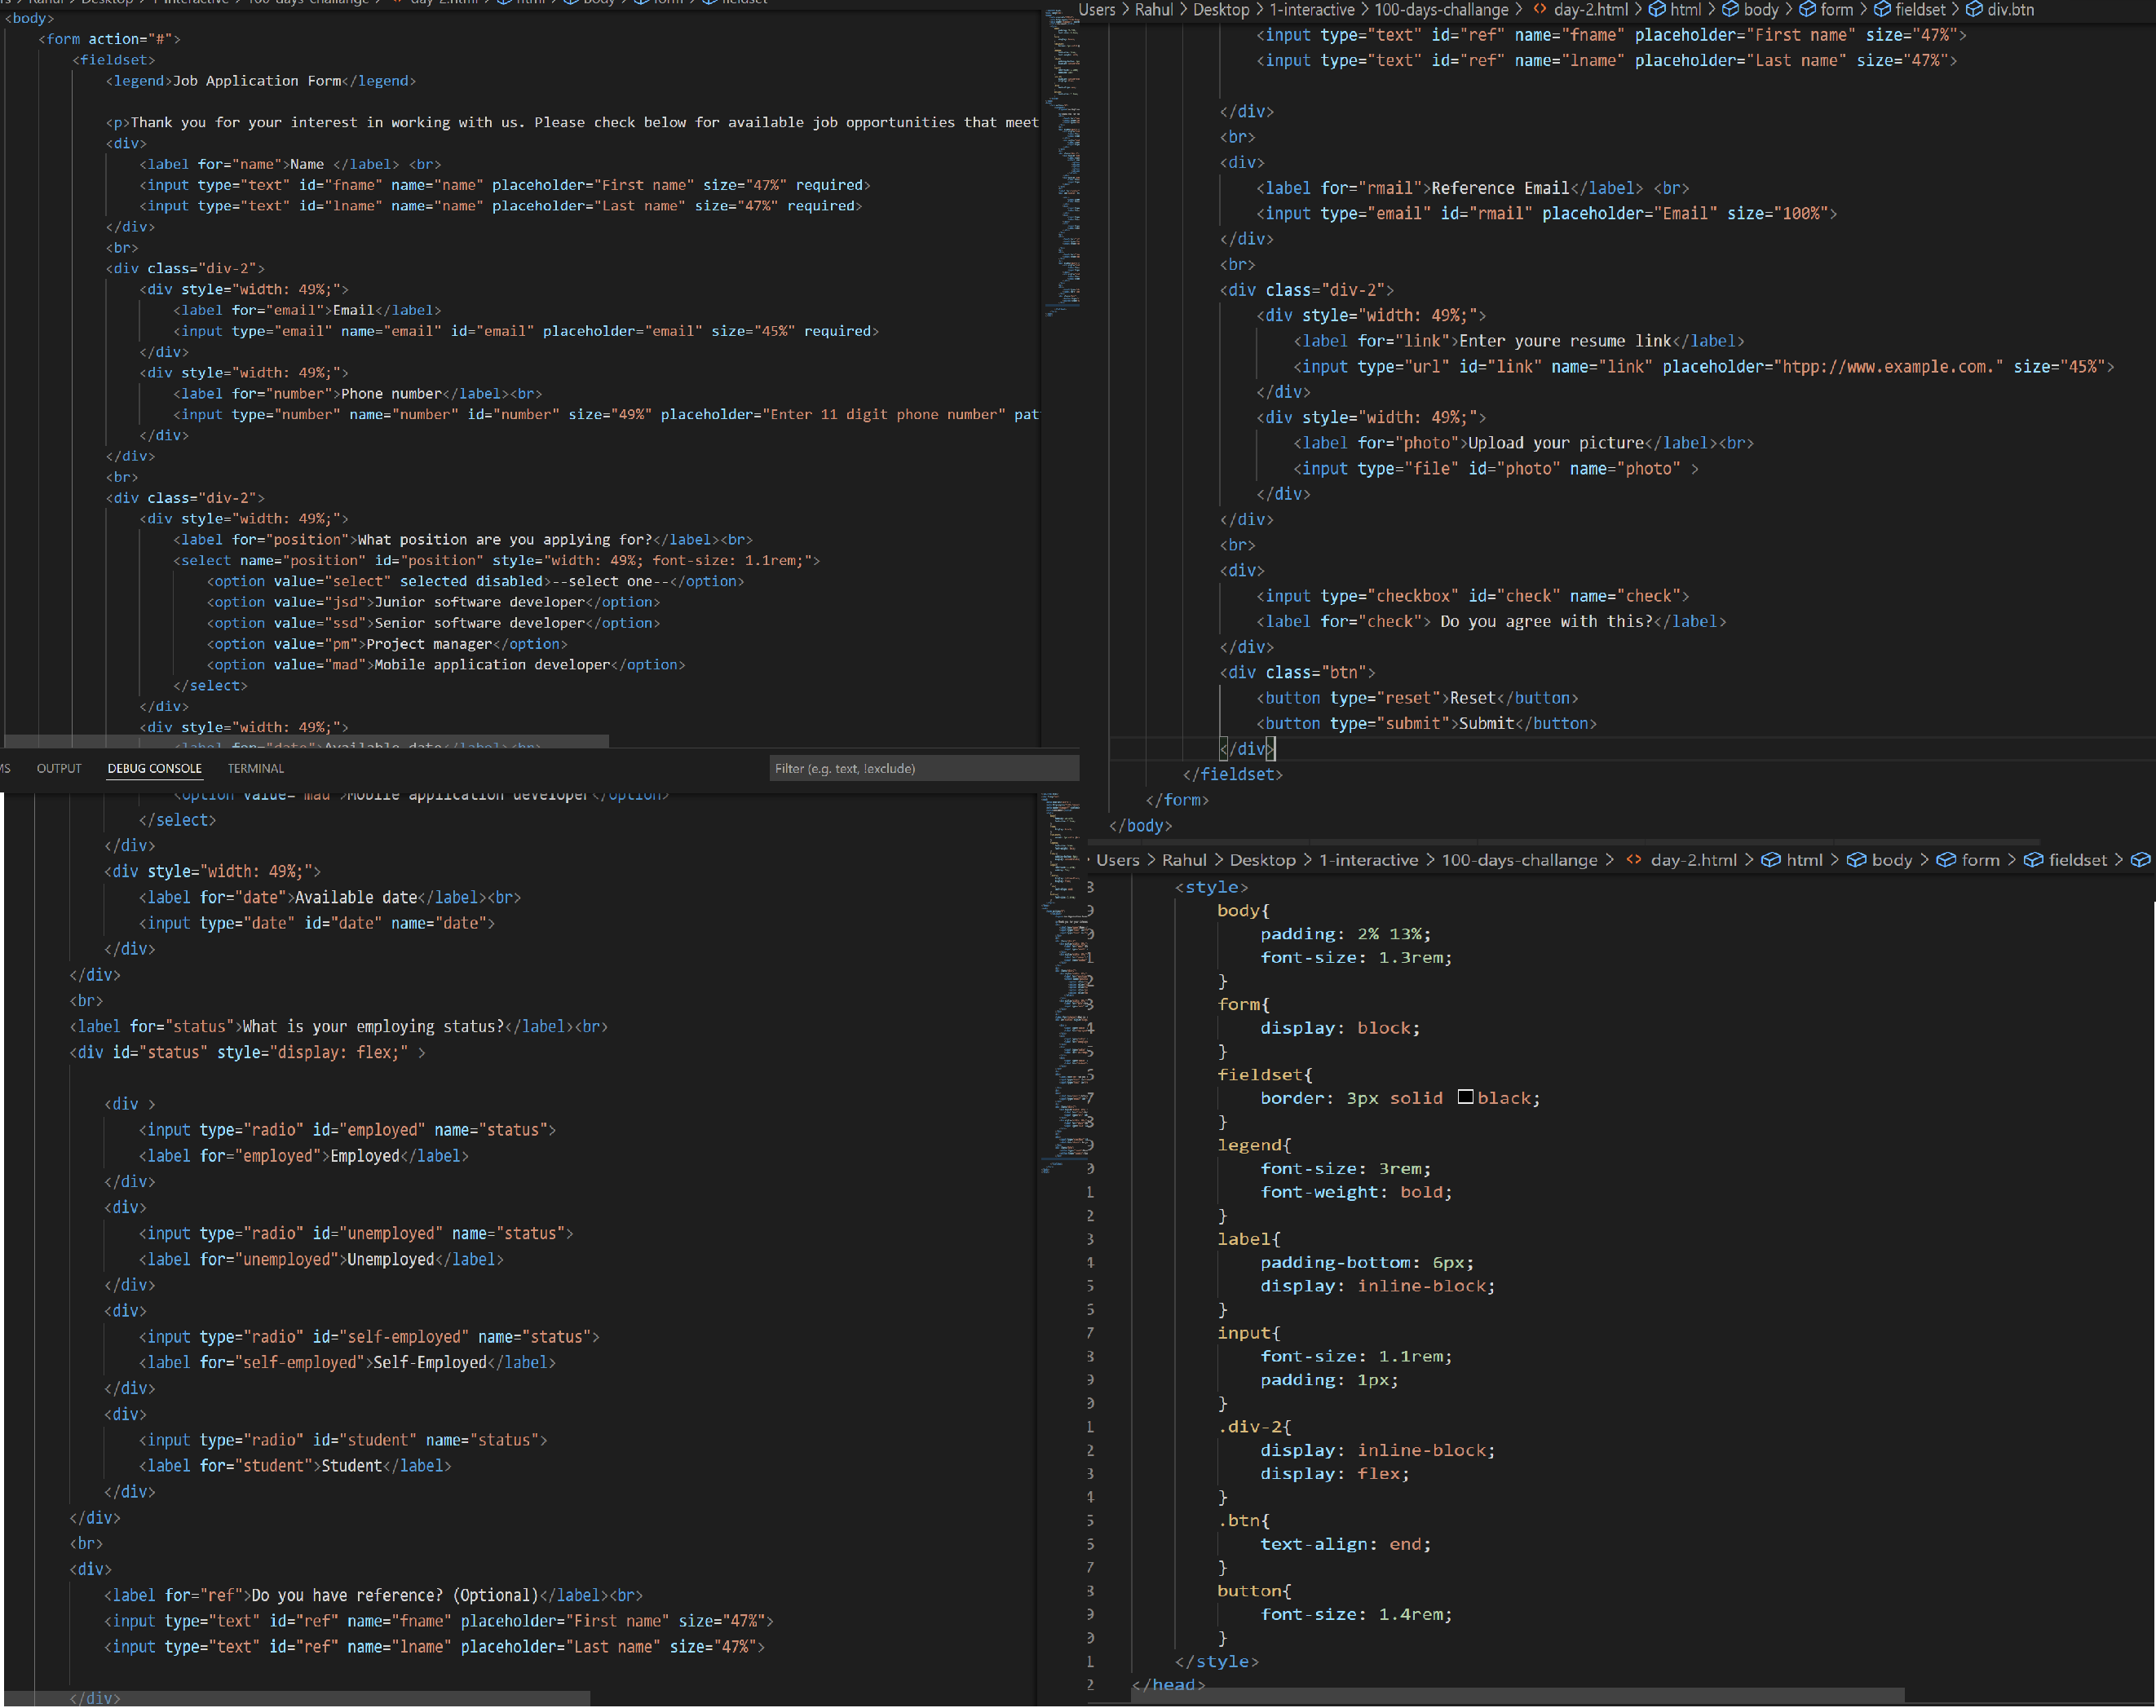 <body>
<form action="#">
<fieldset>
<legend>Job Application Form</legend>
<p>Thank you for your interest in working with us. Please check below for available job opportunities that meet
<div>
<label for="name">Name </label> <br>
<input type="text" id="fname" name="name" placeholder="First name" size="47%" required>
<input type="text" id="lname" name="name" placeholder="Last name" size="47%" required>
</div>
<br>
<div class="div-2">
<div style="width: 49%;">
<label for="email">Email</label>
<input type="email" name="email" id="email" placeholder="email" size="45%" required>
</div>
<div style="width: 49%;">
<label for="number">Phone number</label><br>
<input type="number" name="number" id="number" size="49%" placeholder="Enter 11 digit phone number" pat
</div>
</div>
<br>
<div class="div-2">
<div style="width: 49%;">
<label for="position">What position are you applying for?</label><br>
<select name="position" id="position" style="width: 49%; font-size: 1.1rem;">
<option value="select" selected disabled>--select one--</option>
<option value="jsd">Junior software developer</option>
<option value="ssd">Senior software developer</option>
<option value="pm">Project manager</option>
<option value="mad">Mobile application developer</option>
</select>
</div>
<div style="width: 49%;">
<label for="date">Available date</label><br>
MS OUTPUT DEBUG CONSOLE TERMINAL Filter (e.g. text, !exclude)
<option value="mad">Mobile application developer</option>
</select>
</div>
<div style="width: 49%;">
<label for="date">Available date</label><br>
<input type="date" id="date" name="date">
</div>
</div>
<br>
<label for="status">What is your employing status?</label><br>
<div id="status" style="display: flex;" >
<div >
<input type="radio" id="employed" name="status">
<label for="employed">Employed</label>
</div>
<div>
<input type="radio" id="unemployed" name="status">
<label for="unemployed">Unemployed</label>
</div>
<div>
<input type="radio" id="self-employed" name="status">
<label for="self-employed">Self-Employed</label>
</div>
<div>
<input type="radio" id="student" name="status">
<label for="student">Student</label>
</div>
</div>
<br>
<div>
<label for="ref">Do you have reference? (Optional)</label><br>
<input type="text" id="ref" name="fname" placeholder="First name" size="47%">
<input type="text" id="ref" name="lname" placeholder="Last name" size="47%">
</div>
Users > Rahul > Desktop > 1-interactive > 100-days-challange > <> day-2.html > html > body > form > fieldset > div.btn
<input type="text" id="ref" name="fname" placeholder="First name" size="47%">
<input type="text" id="ref" name="lname" placeholder="Last name" size="47%">
</div>
<br>
<div>
<label for="rmail">Reference Email</label> <br>
<input type="email" id="rmail" placeholder="Email" size="100%">
</div>
<br>
<div class="div-2">
<div style="width: 49%;">
<label for="link">Enter youre resume link</label>
<input type="url" id="link" name="link" placeholder="htpp://www.example.com." size="45%">
</div>
<div style="width: 49%;">
<label for="photo">Upload your picture</label><br>
<input type="file" id="photo" name="photo" >
</div>
</div>
<br>
<div>
<input type="checkbox" id="check" name="check">
<label for="check"> Do you agree with this?</label>
</div>
<div class="btn">
<button type="reset">Reset</button>
<button type="submit">Submit</button>
</div>
</fieldset>
</form>
</body>
Users > Rahul > Desktop > 1-interactive > 100-days-challange > <> day-2.html > html > body > form > fieldset >
<style>
body{
padding: 2% 13%;
font-size: 1.3rem;
}
form{
display: block;
}
fieldset{
border: 3px solid black;
}
legend{
font-size: 3rem;
font-weight: bold;
}
label{
padding-bottom: 6px;
display: inline-block;
}
input{
font-size: 1.1rem;
padding: 1px;
}
.div-2{
display: inline-block;
display: flex;
}
.btn{
text-align: end;
}
button{
font-size: 1.4rem;
}
</style>
</head>